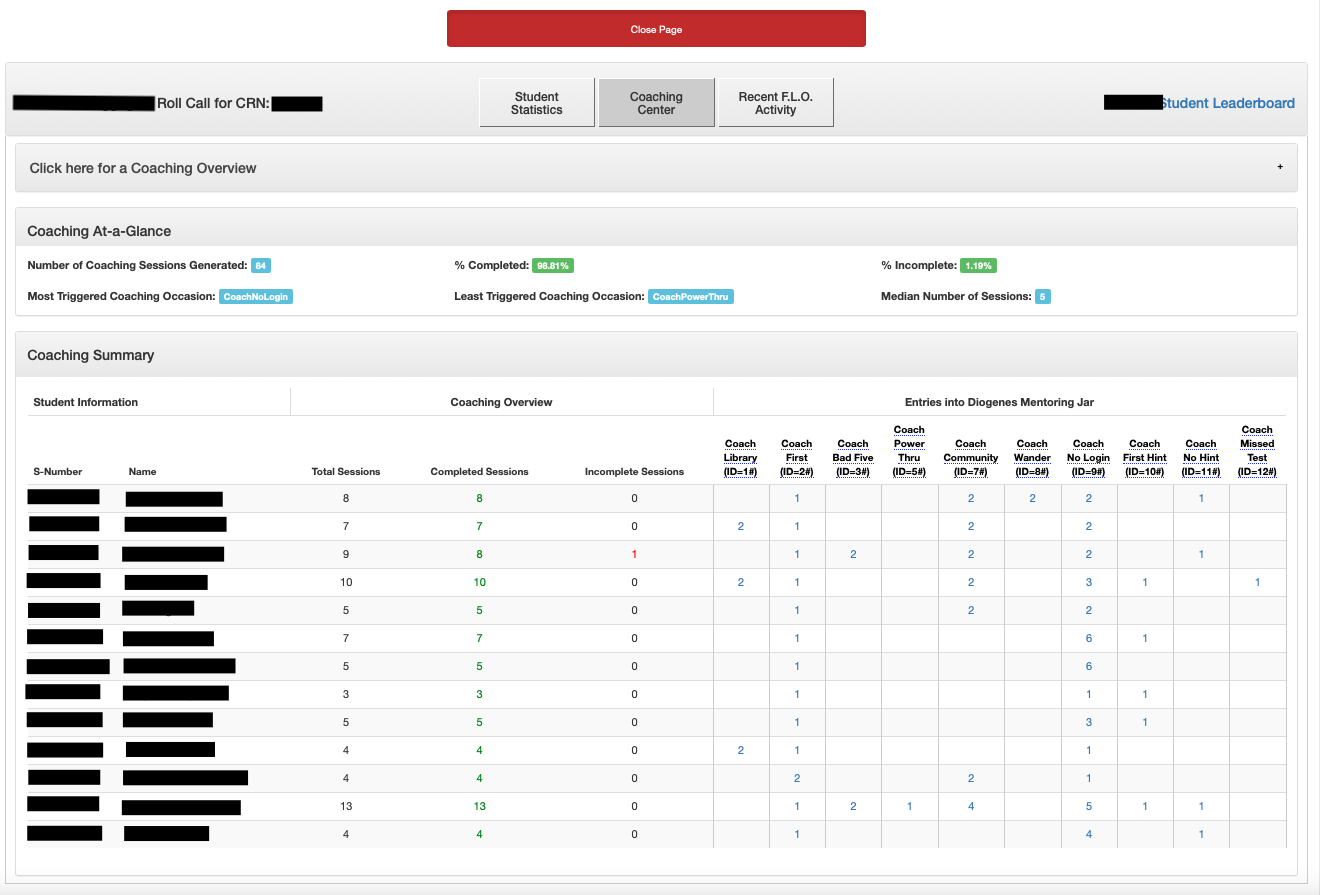 Close Page
Roll Call for CRN:
Student Statistics
Coaching Center
Recent F.L.O. Activity
Student Leaderboard
Click here for a Coaching Overview +
Coaching At-a-Glance
Number of Coaching Sessions Generated: 84 % Completed: 98.81% % Incomplete: 1.19%
Most Triggered Coaching Occasion: CoachNoLogin Least Triggered Coaching Occasion: CoachPowerThru Median Number of Sessions: 5
Coaching Summary
Student Information Coaching Overview Entries into Diogenes Mentoring Jar
S-Number Name Total Sessions Completed Sessions Incomplete Sessions Coach Library (ID=1#) Coach First (ID=2#) Coach Bad Five (ID=3#) Coach Power Thru (ID=5#) Coach Community (ID=7#) Coach Wander (ID=8#) Coach No Login (ID=9#) Coach First Hint (ID=10#) Coach No Hint (ID=11#) Coach Missed Test (ID=12#)
8 8 0 1 2 2 2 1
7 7 0 2 1 2 2
9 8 1 1 2 2 2 1
10 10 0 2 1 2 3 1 1
5 5 0 1 2 2
7 7 0 1 6 1
5 5 0 1 6
3 3 0 1 1 1
5 5 0 1 3 1
4 4 0 2 1 1
4 4 0 2 2 1
13 13 0 1 2 1 4 5 1 1
4 4 0 1 4 1